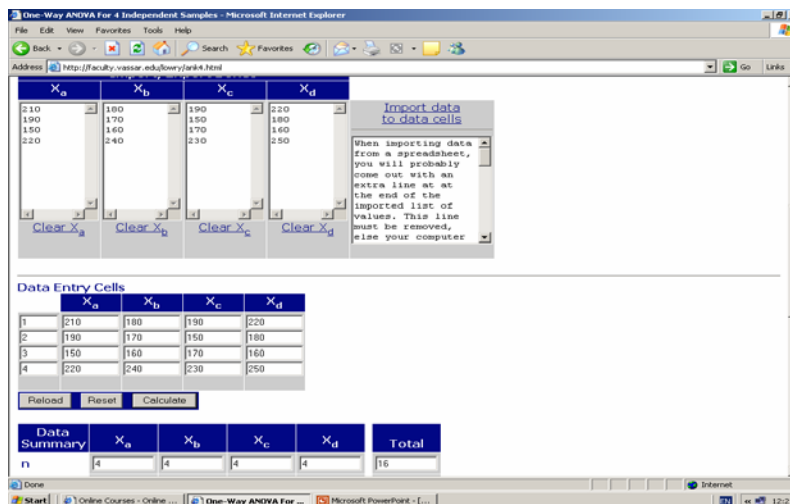 One-Way ANOVA For 4 Independent Samples - Microsoft Internet Explorer
File Edit View Favorites Tools Help
Back Search Favorites
Address http://faculty.vassar.edu/lowry/ank4.html Go Links
Xa Xb Xc Xd
210 180 190 220
190 170 150 180
150 160 170 160
220 240 230 250
Clear Xa Clear Xb Clear Xc Clear Xd
Import data
to data cells
When importing data
from a spreadsheet,
you will probably
come out with an
extra line at at
the end of the
imported list of
values. This line
must be removed,
else your computer
Data Entry Cells
Xa Xb Xc Xd
1 210 180 190 220
2 190 170 150 180
3 150 160 170 160
4 220 240 230 250
Reload Reset Calculate
Data
Summary Xa Xb Xc Xd Total
n 4 4 4 4 16
Done Internet
Start Online Courses - Online ... One-Way ANOVA For ... Microsoft PowerPoint - [... EN